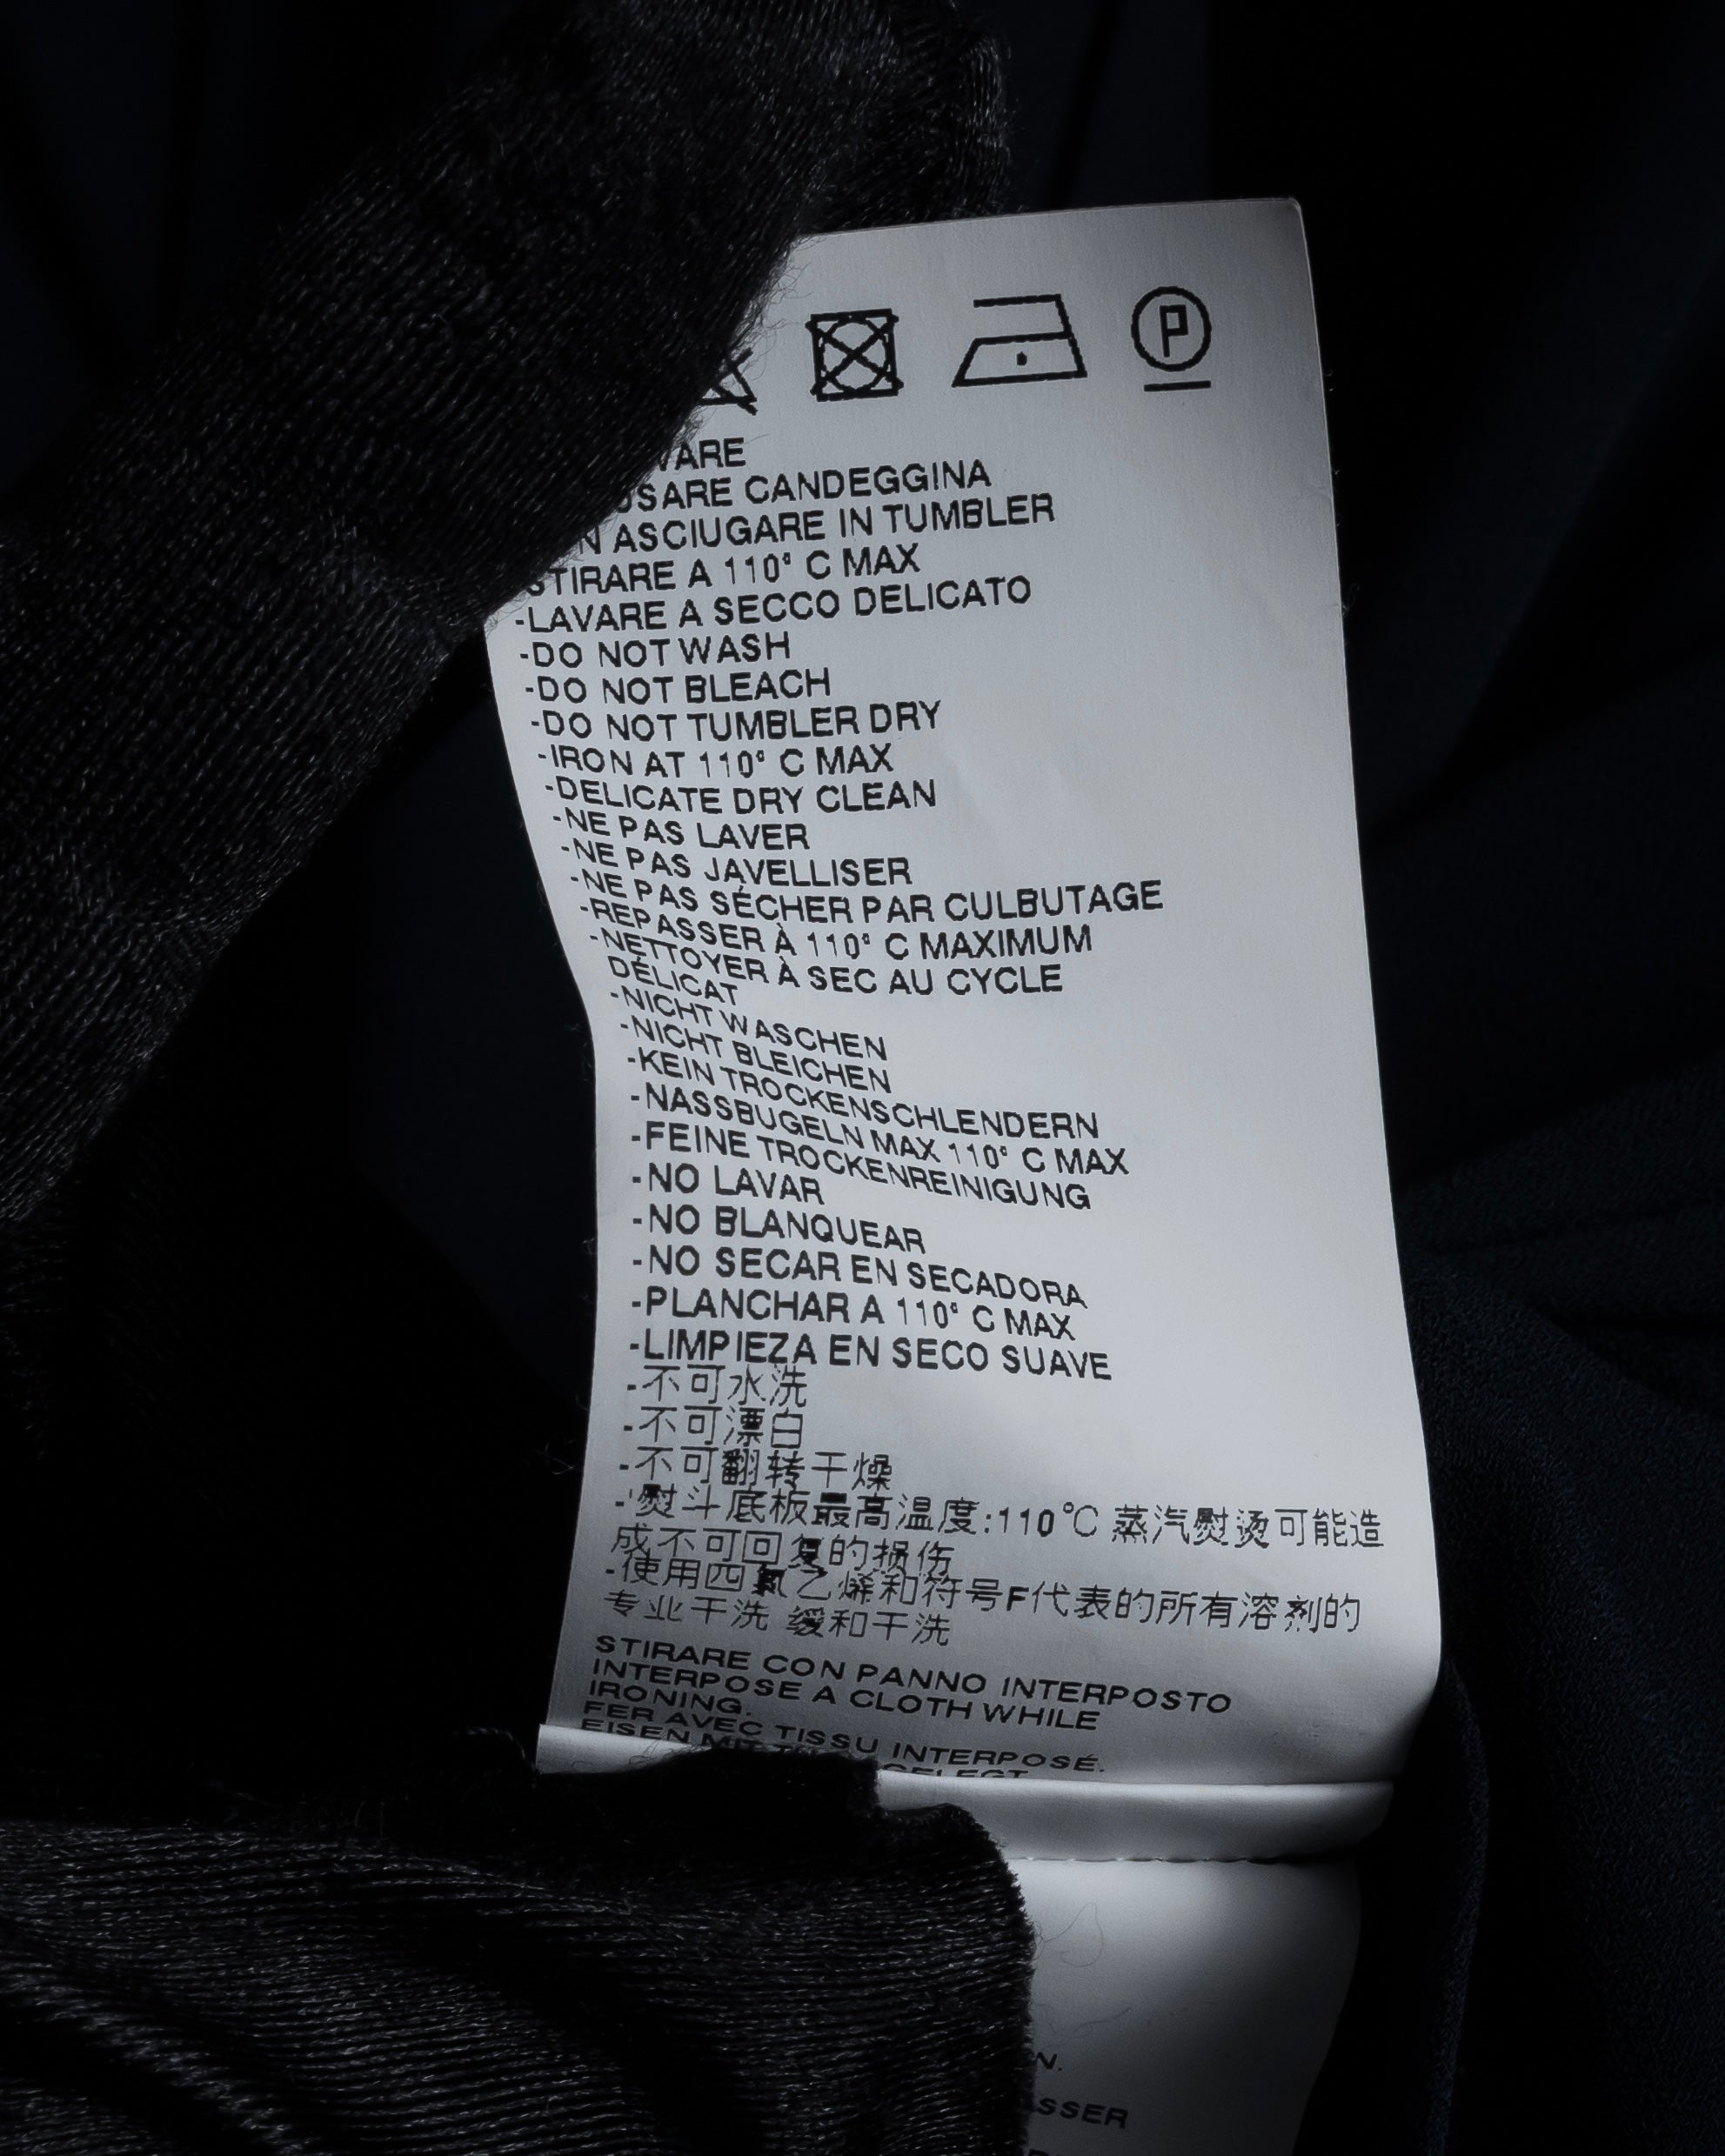 P
USARE CANDEGGINA
ASCIUGARE IN TUMBLER
STIRARE A 110° C MAX
-LAVARE A SECCO DELICATO
-DO NOT WASH
-DO NOT BLEACH
-DO NOT TUMBLER DRY
-IRON AT 110° C MAX
-DELICATE DRY CLEAN
-NE PAS LAVER
-NE PAS JAVELLISER
-NE PAS SÉCHER PAR CULBUTAGE
-REPASSER À 110° C MAXIMUM
-NETTOYER À SEC AU CYCLE
DÉLICAT
-NICHT WASCHEN
-NICHT BLEICHEN
-KEIN TROCKENSCHLENDERN
-NASSBUGELN MAX 110° C MAX
-FEINE TROCKENREINIGUNG
-NO LAVAR
-NO BLANQUEAR
-NO SECAR EN SECADORA
-PLANCHAR A 110° C MAX
-LIMPIEZA EN SECO SUAVE
-不可水洗
-不可漂白
-不可翻转干燥
-熨斗底板最高温度:110℃ 蒸汽熨烫可能造
成不可回复的损伤
-使用四氯乙烯和符号F代表的所有溶剂的
专业干洗 缓和干洗
STIRARE CON PANNO INTERPOSTO
INTERPOSE A CLOTH WHILE
IRONING.
FER AVEC TISSU INTERPOSÉ.
EISEN MIT